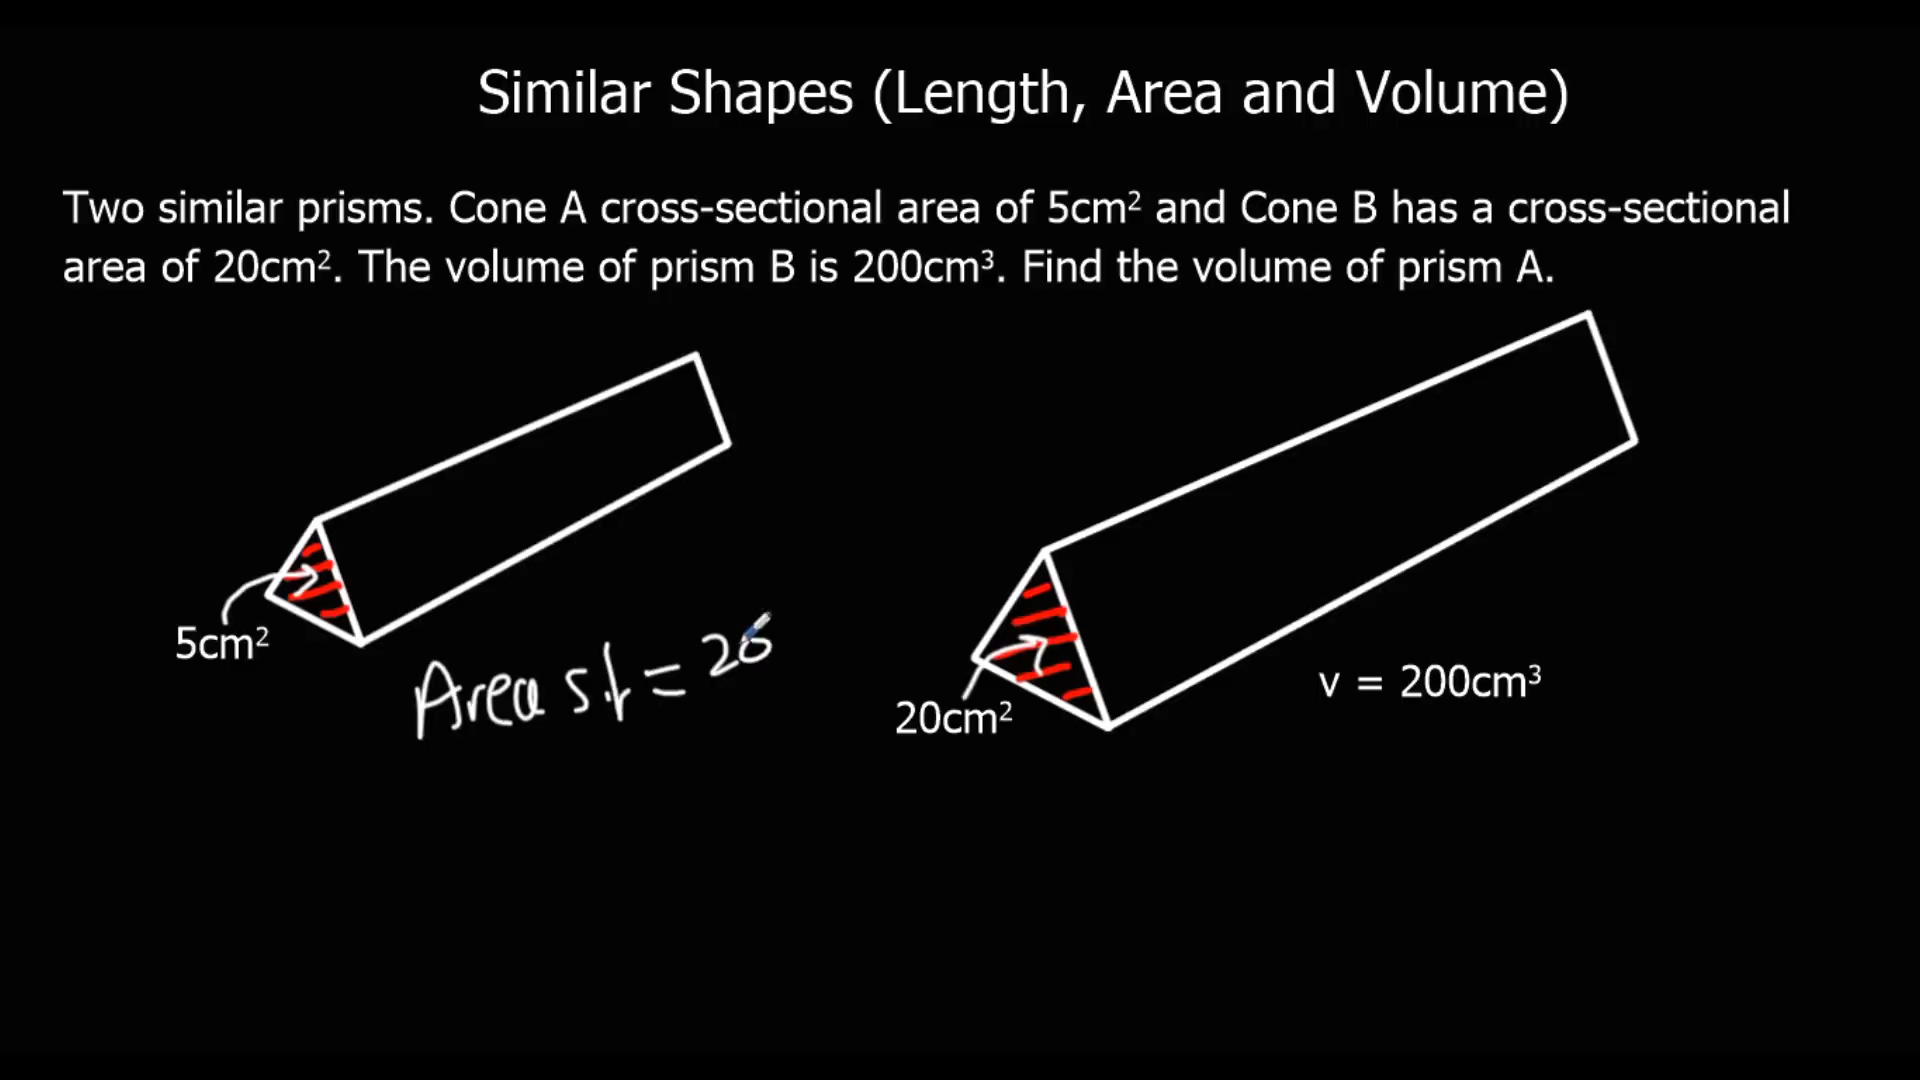 Similar Shapes (Length, Area and Volume)
Two similar prisms. Cone A cross-sectional area of 5cm² and Cone B has a cross-sectional
area of 20cm². The volume of prism B is 200cm³. Find the volume of prism A.
5cm²
Area sf = 20
20cm²
v = 200cm³